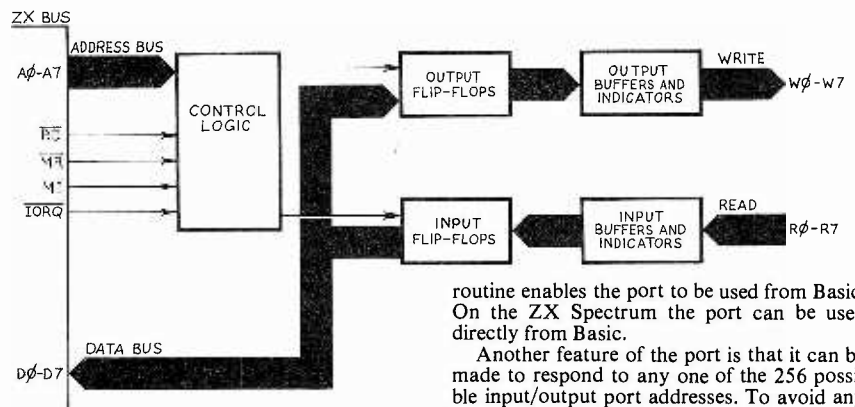 ZX BUS
ADDRESS BUS
AØ-A7
CONTROL
LOGIC
IORQ
OUTPUT
FLIP-FLOPS
OUTPUT
BUFFERS AND
INDICATORS
WRITE
WØ-W7
INPUT
FLIP-FLOPS
INPUT
BUFFERS AND
INDICATORS
READ
RØ-R7
DATA BUS
DØ-D7
routine enables the port to be used from Basic
On the ZX Spectrum the port can be use
directly from Basic.
Another feature of the port is that it can b
made to respond to any one of the 256 possi
ble input/output port addresses. To avoid an